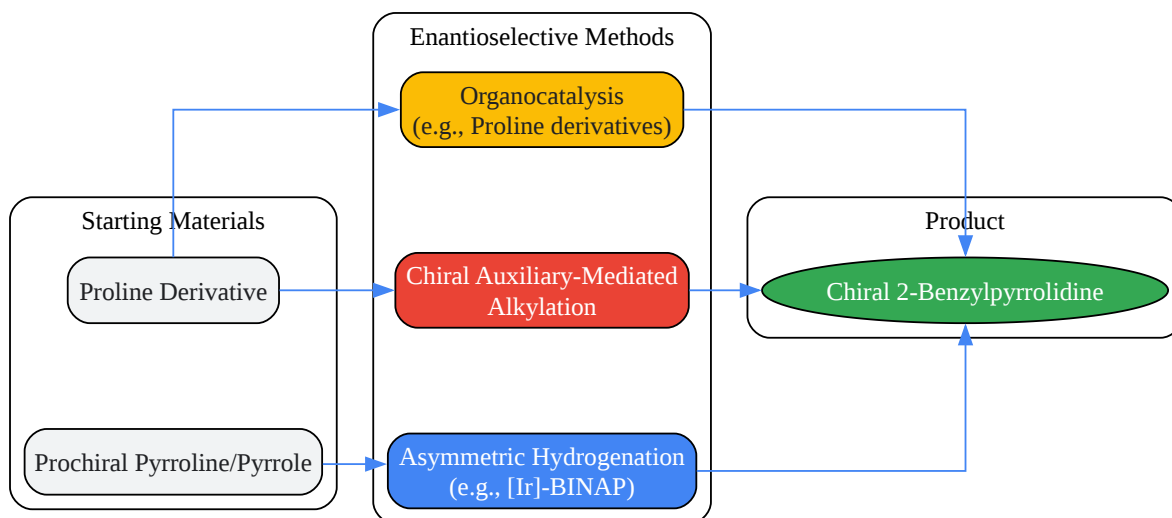 Enantioselective Methods
Organocatalysis
(e.g., Proline derivatives)
Starting Materials
Product
Proline Derivative
Chiral Auxiliary-Mediated
Alkylation
Chiral 2-Benzylpyrrolidine
Prochiral Pyrroline/Pyrrole
Asymmetric Hydrogenation
(e.g., [Ir]-BINAP)